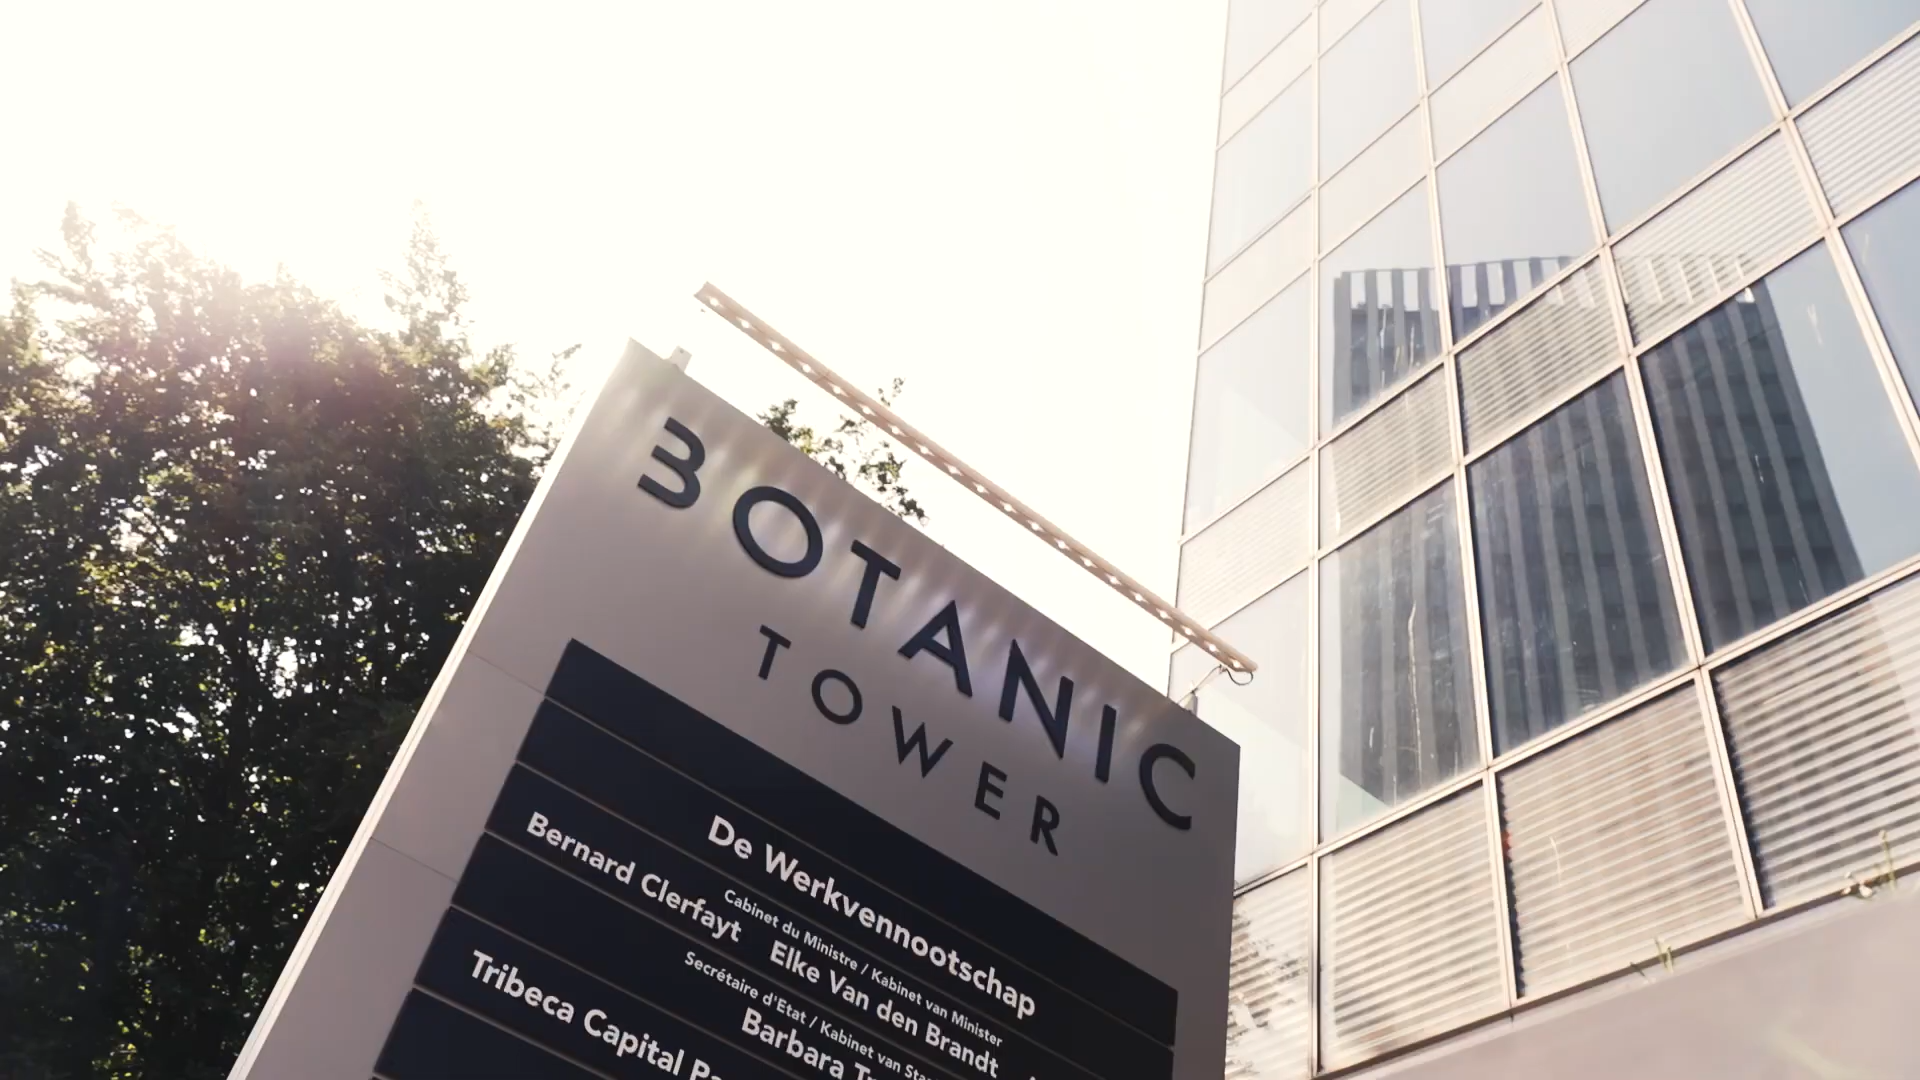 BOTANIC
TOWER
De Werkvennootschap
Cabinet du Ministre / Kabinet van Minister
Bernard Clerfayt Elke Van den Brandt
Secrétaire d'Etat / Kabinet van
Barbara
Tribeca Capital